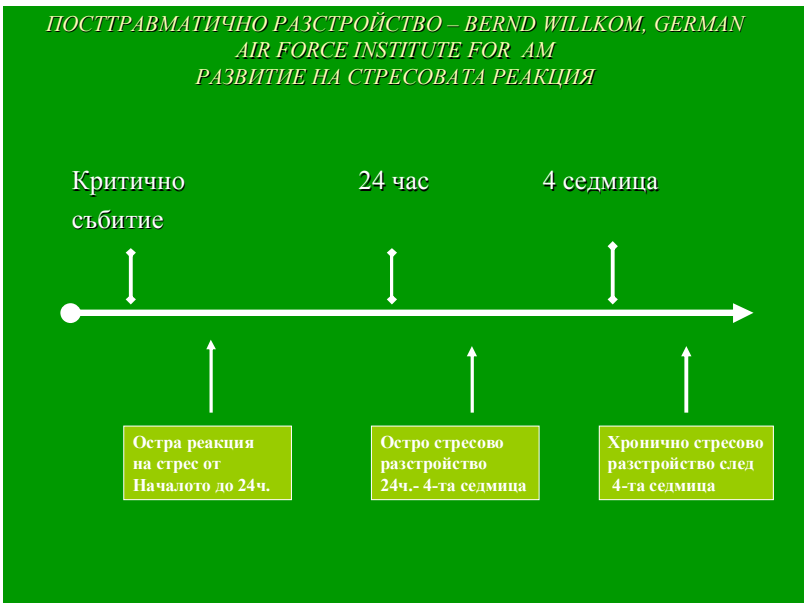 ПОСТТРАВМАТИЧНО РАЗСТРОЙСТВО – BERND WILLKOM, GERMAN
AIR FORCE INSTITUTE FOR AM
РАЗВИТИЕ НА СТРЕСОВАТА РЕАКЦИЯ
Критично
събитие
24 час
4 седмица
Остра реакция
на стрес от
Началото до 24ч.
Остро стресово
разстройство
24ч.- 4-та седмица
Хронично стресово
разстройство след
4-та седмица